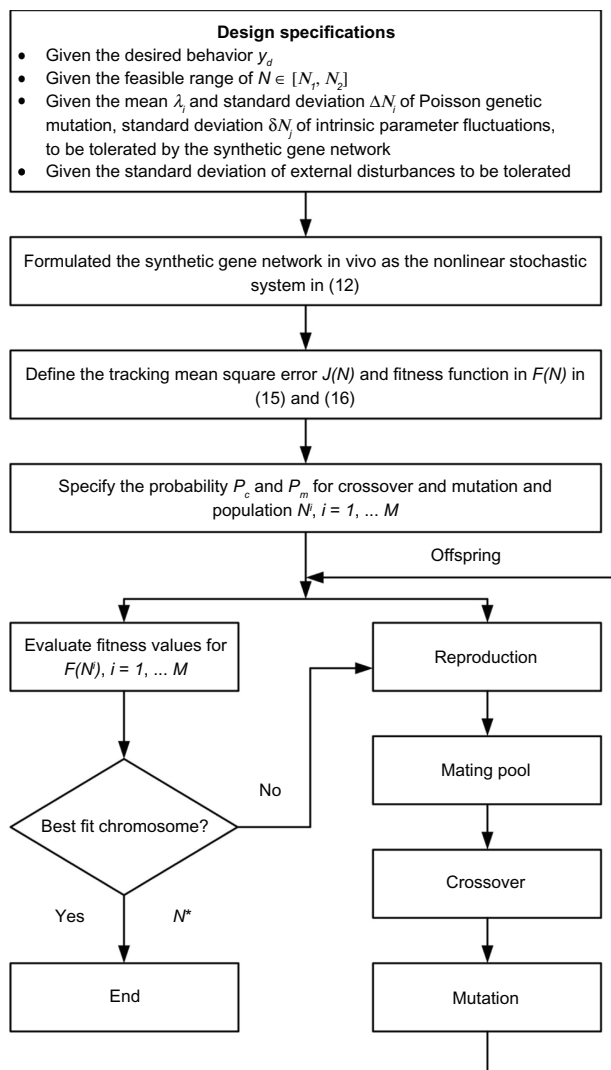 Design specifications
• Given the desired behavior y_d
• Given the feasible range of N ∈ [N_1, N_2]
• Given the mean λ_i and standard deviation ΔN_i of Poisson genetic
mutation, standard deviation δN_j of intrinsic parameter fluctuations,
to be tolerated by the synthetic gene network
• Given the standard deviation of external disturbances to be tolerated
Formulated the synthetic gene network in vivo as the nonlinear stochastic
system in (12)
Define the tracking mean square error J(N) and fitness function in F(N) in
(15) and (16)
Specify the probability P_c and P_m for crossover and mutation and
population N^i, i = 1, ... M
Offspring
Evaluate fitness values for
F(N^i), i = 1, ... M
Reproduction
Mating pool
No
Best fit chromosome?
Crossover
Yes
N*
End
Mutation